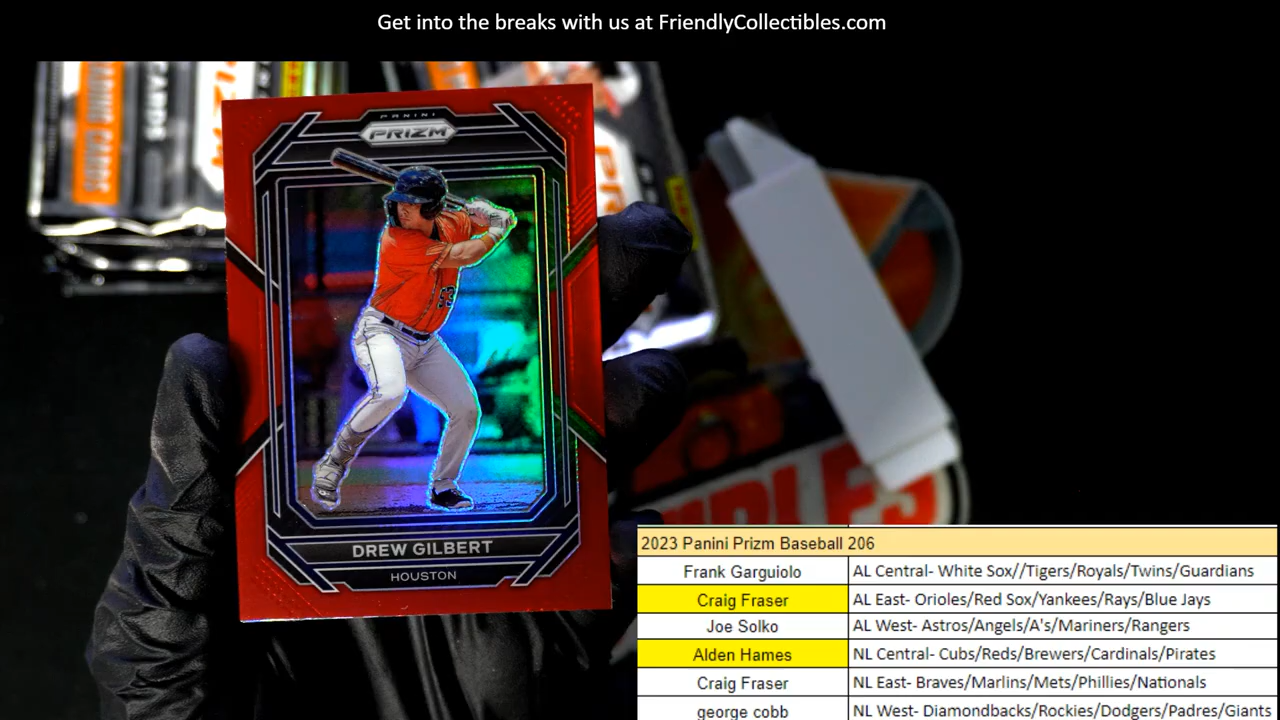 Get into the breaks with us at FriendlyCollectibles.com
PANINI
PRIZM
DREW GILBERT
HOUSTON
2023 Panini Prizm Baseball 206
Frank Garguiolo AL Central- White Sox//Tigers/Royals/Twins/Guardians
Craig Fraser AL East- Orioles/Red Sox/Yankees/Rays/Blue Jays
Joe Solko AL West- Astros/Angels/A's/Mariners/Rangers
Alden Hames NL Central- Cubs/Reds/Brewers/Cardinals/Pirates
Craig Fraser NL East- Braves/Marlins/Mets/Phillies/Nationals
george cobb NL West- Diamondbacks/Rockies/Dodgers/Padres/Giants